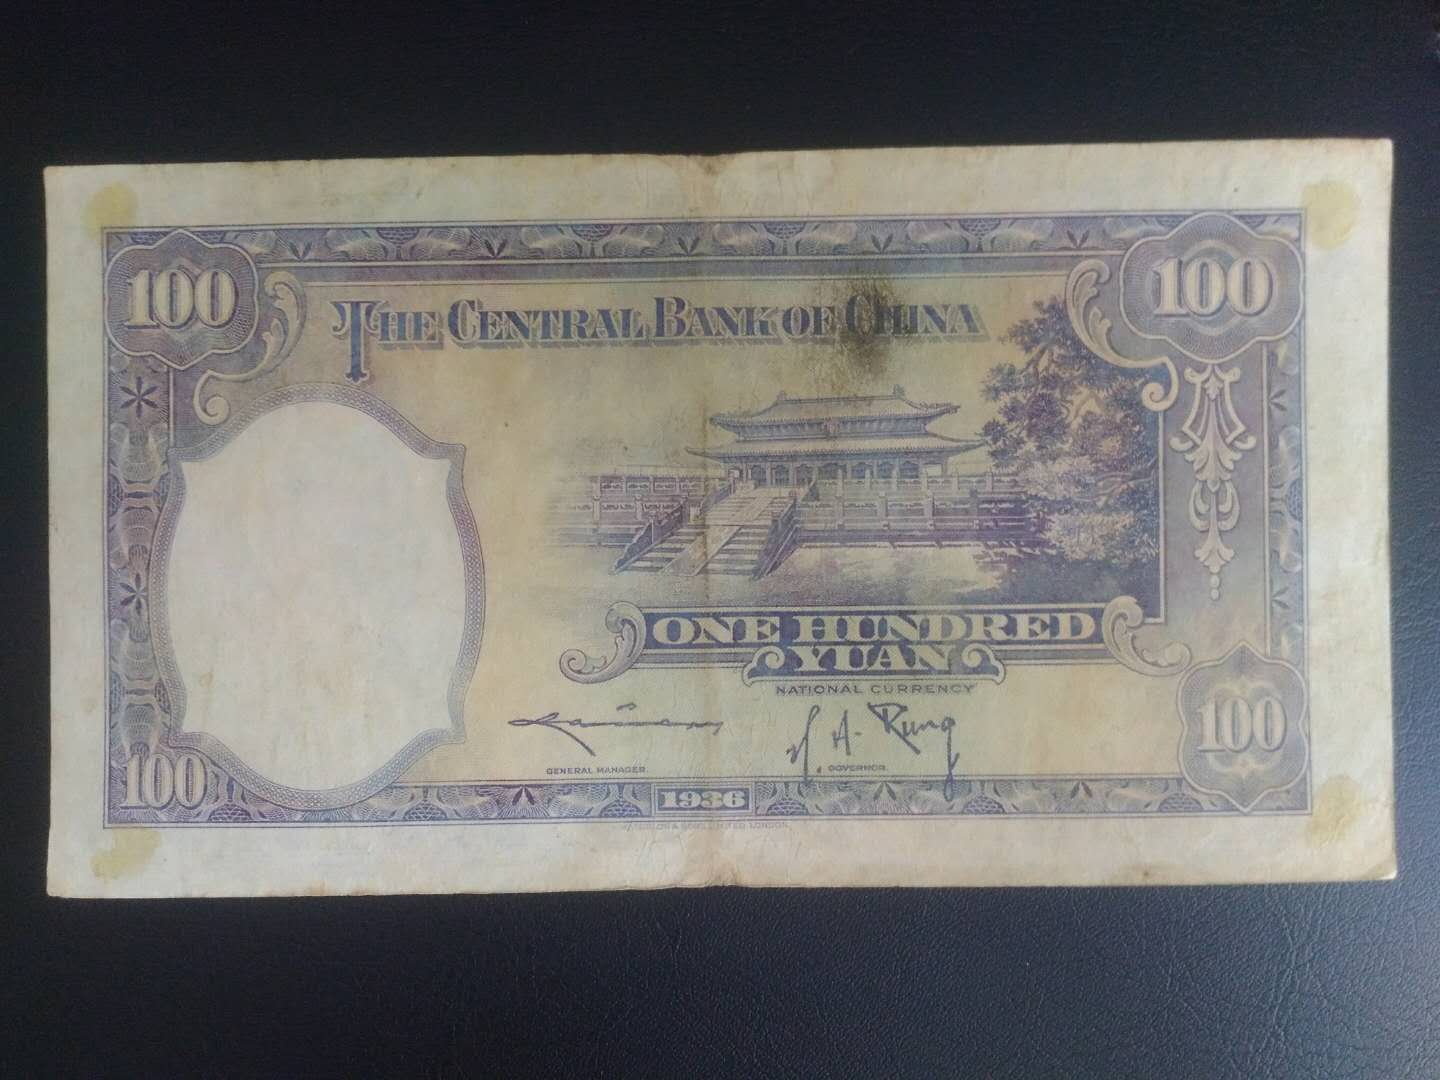 100
100
THE CENTRAL BANK OF CHINA
ONE HUNDRED
YUAN
NATIONAL CURRENCY
H. A. Kung
GENERAL MANAGER.
GOVERNOR.
100
100
1936
LONDON.